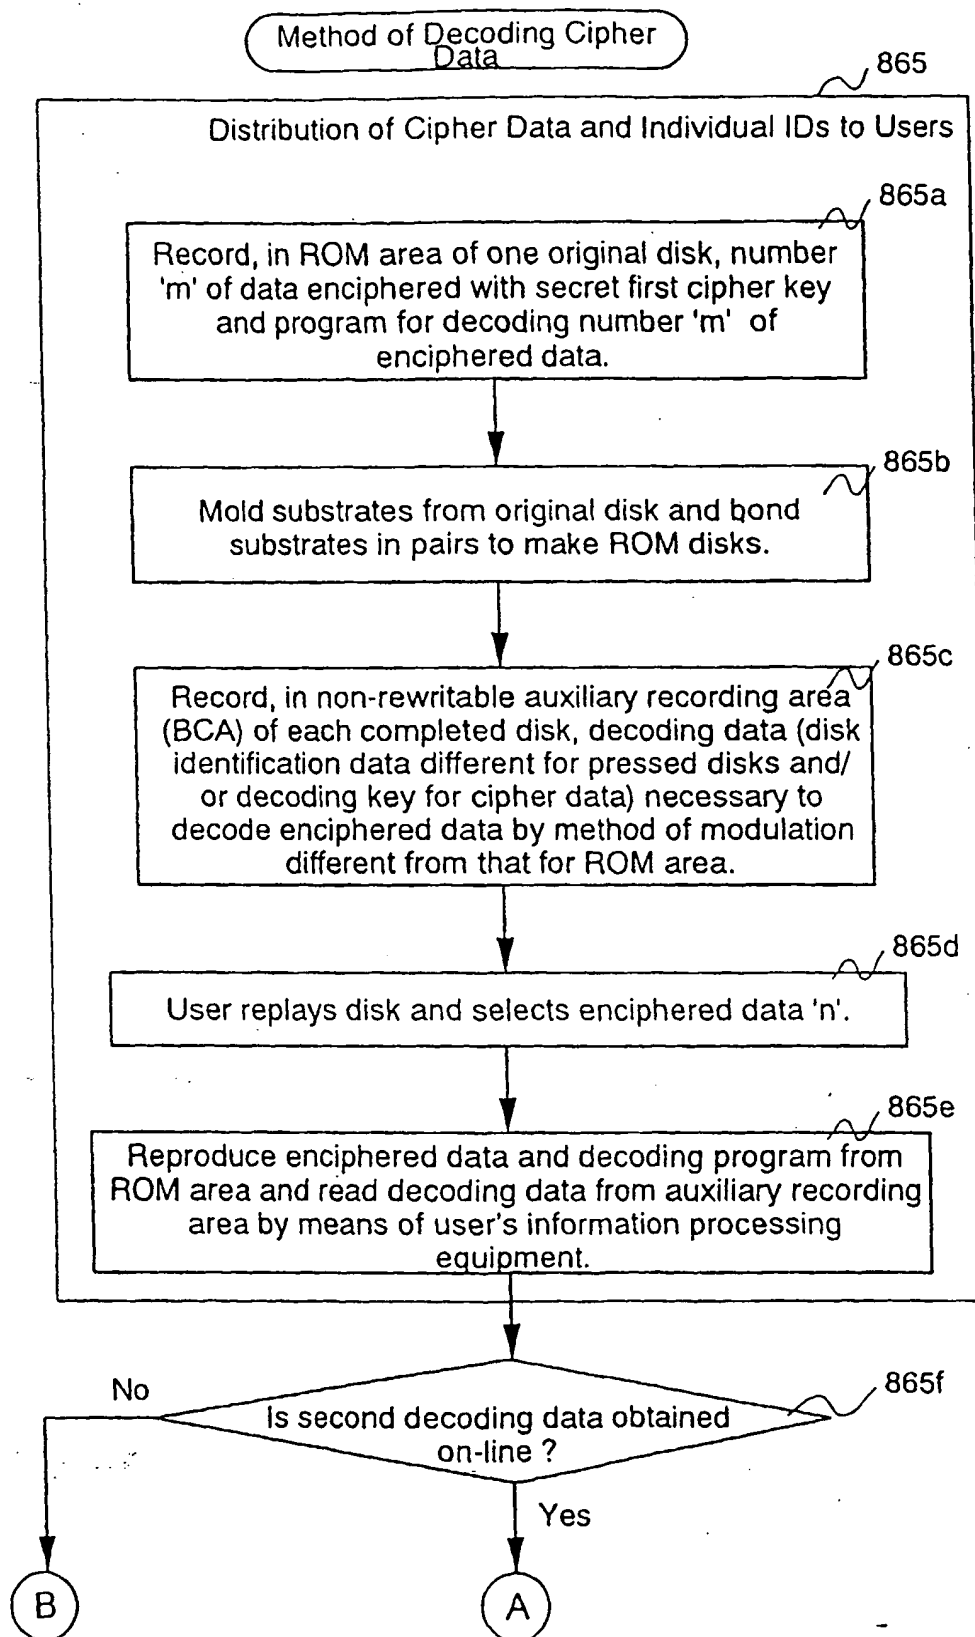 Method of Decoding Cipher
Data
865
Distribution of Cipher Data and Individual IDs to Users
865a
Record, in ROM area of one original disk, number
'm' of data enciphered with secret first cipher key
and program for decoding number 'm' of
enciphered data.
865b
Mold substrates from original disk and bond
substrates in pairs to make ROM disks.
865c
Record, in non-rewritable auxiliary recording area
(BCA) of each completed disk, decoding data (disk
identification data different for pressed disks and/
or decoding key for cipher data) necessary to
decode enciphered data by method of modulation
different from that for ROM area.
865d
User replays disk and selects enciphered data 'n'.
865e
Reproduce enciphered data and decoding program from
ROM area and read decoding data from auxiliary recording
area by means of user's information processing
equipment.
865f
No
Is second decoding data obtained
on-line ?
Yes
B
A